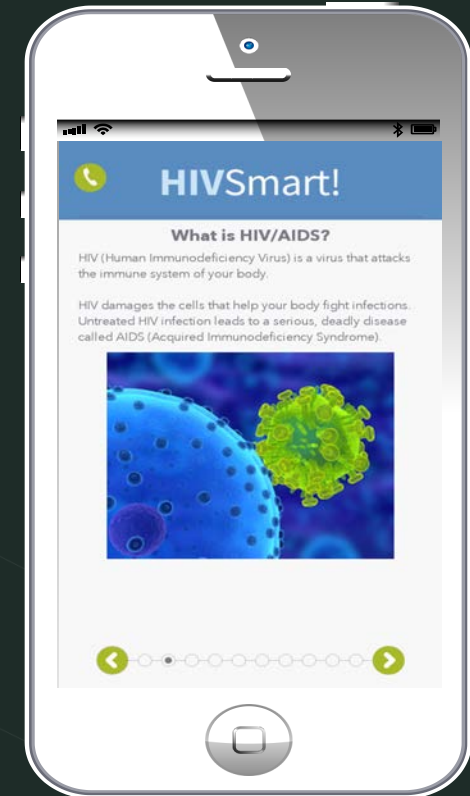 HIVSmart!
What is HIV/AIDS?
HIV (Human Immunodeficiency Virus) is a virus that attacks
the immune system of your body.
HIV damages the cells that help your body fight infections.
Untreated HIV infection leads to a serious, deadly disease
called AIDS (Acquired Immunodeficiency Syndrome).